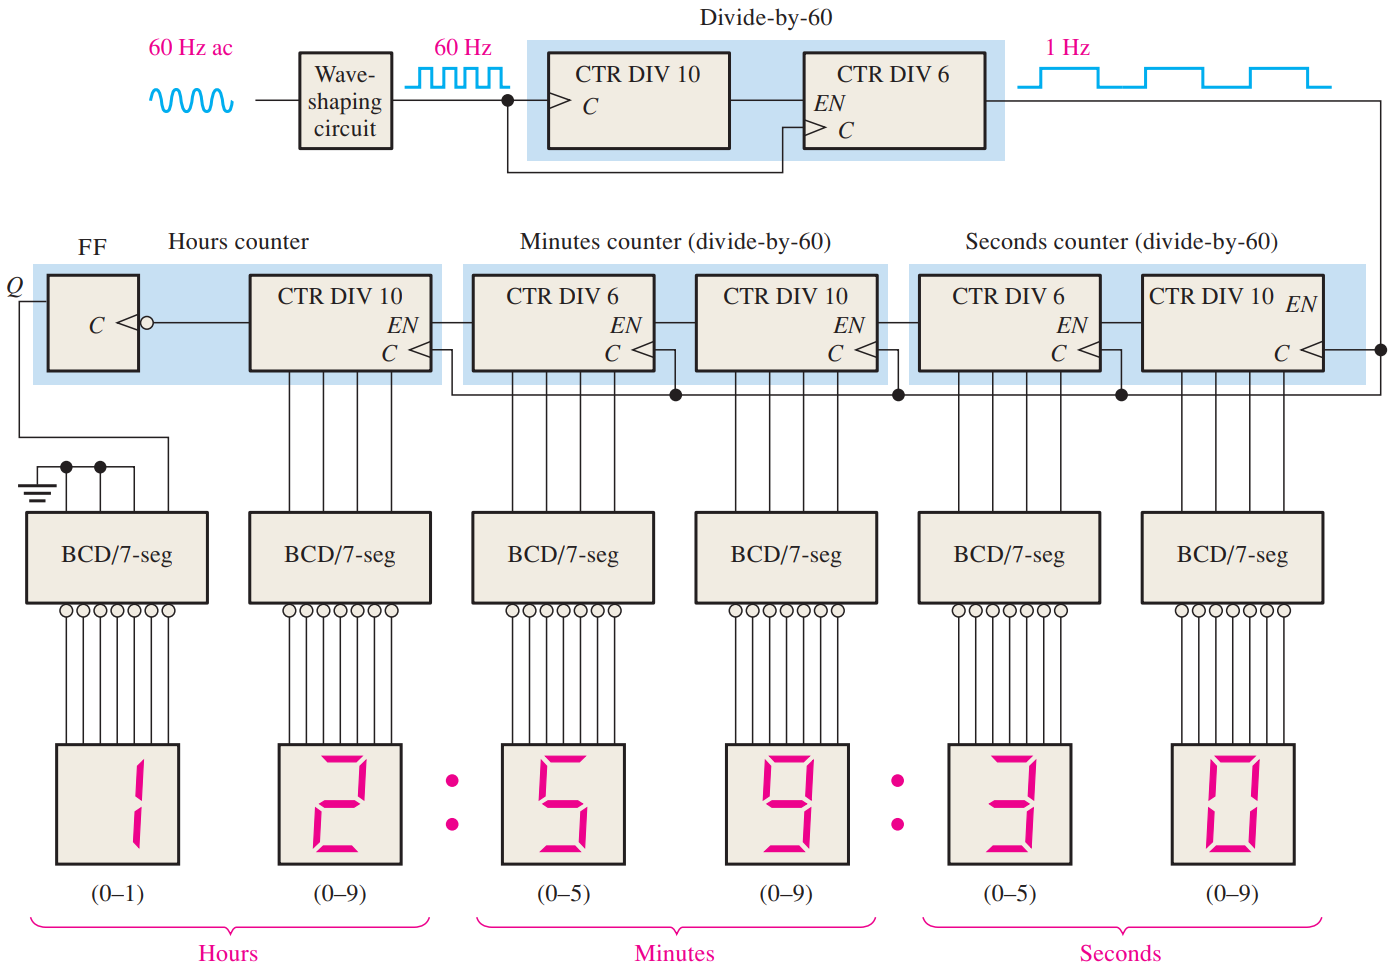 Divide-by-60
60 Hz ac
60 Hz
1 Hz
Wave-
shaping
circuit
CTR DIV 10
C
CTR DIV 6
EN
C
FF
Hours counter
Minutes counter (divide-by-60)
Seconds counter (divide-by-60)
Q
C
CTR DIV 10
EN
C
CTR DIV 6
EN
C
CTR DIV 10
EN
C
CTR DIV 6
EN
C
CTR DIV 10
EN
C
BCD/7-seg
BCD/7-seg
BCD/7-seg
BCD/7-seg
BCD/7-seg
BCD/7-seg
1 2 : 5 9 : 3 0
(0–1)
(0–9)
(0–5)
(0–9)
(0–5)
(0–9)
Hours
Minutes
Seconds